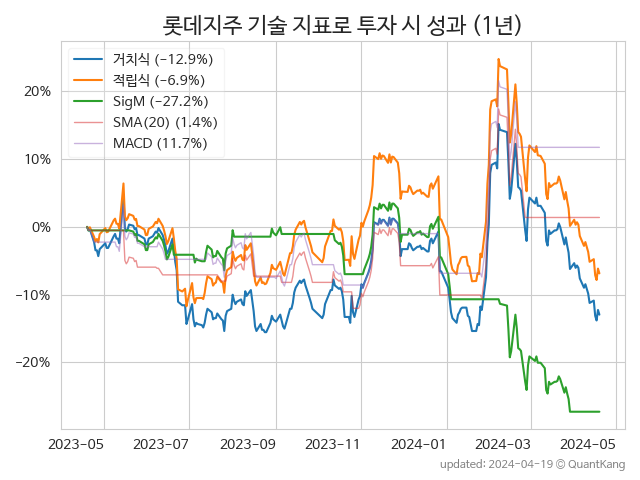 롯데지주 기술 지표로 투자 시 성과 (1년)
거치식 (−12.9%)
적립식 (−6.9%)
SigM (−27.2%)
SMA(20) (1.4%)
MACD (11.7%)
20%
10%
0%
−10%
−20%
2023-05 2023-07 2023-09 2023-11 2024-01 2024-03 2024-05
updated: 2024-04-19 © QuantKang